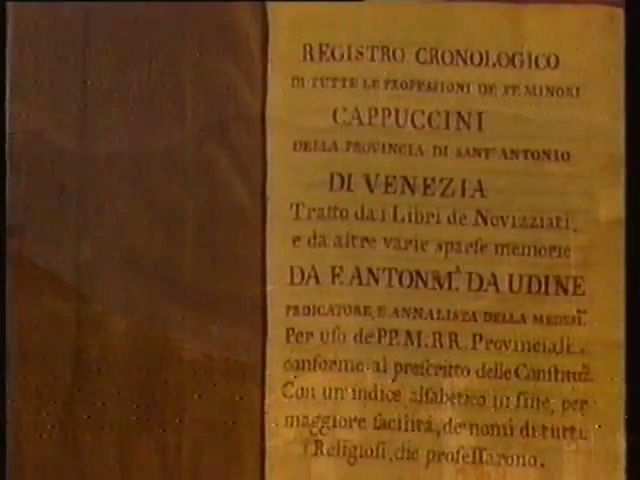 REGISTRO CRONOLOGICO
DI TUTTE LE PROFESSIONI DE FF. MINORI
CAPPUCCINI
DELLA PROVINCIA DI SANT'ANTONIO
DI VENEZIA
Tratto da i Libri de Novizziati,
e da altre varie sparse memorie
DA F. ANTONM.ª DA UDINE
PREDICATORE, E ANNALISTA DELLA MEDESI.ma
Per uso de PP. M. RR. Provinciali,
conforme al prescritto delle Constituz.
Con un'indice alfabetico in fine, per
maggiore facilità, de' nomi di tutti
i Religiosi, che professarono.